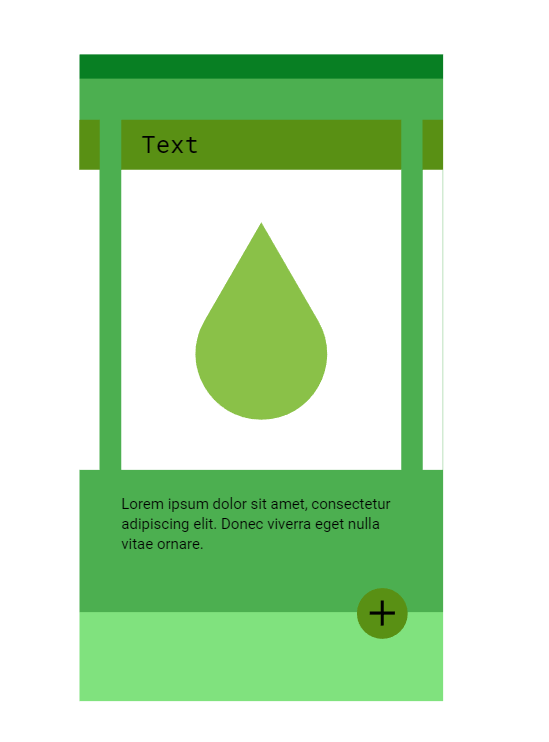 Text
Lorem ipsum dolor sit amet, consectetur
adipiscing elit. Donec viverra eget nulla
vitae ornare.